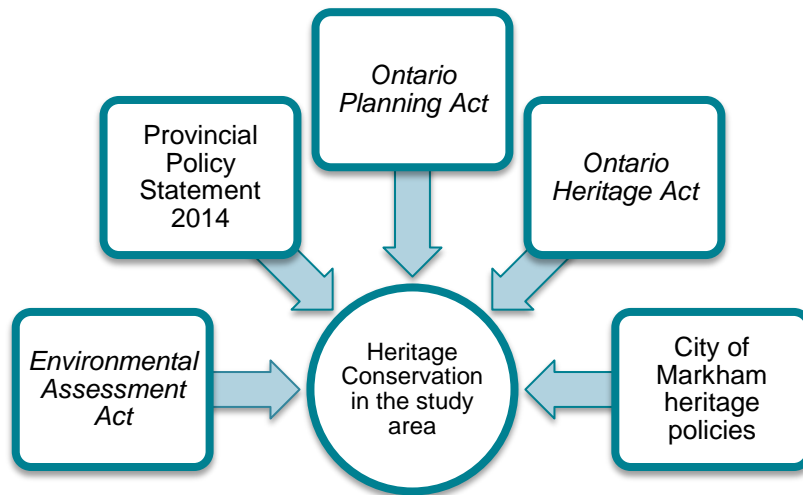 Ontario
Planning Act
Provincial
Policy
Statement
2014
Ontario
Heritage Act
Environmental
Assessment
Act
Heritage
Conservation
in the study
area
City of
Markham
heritage
policies